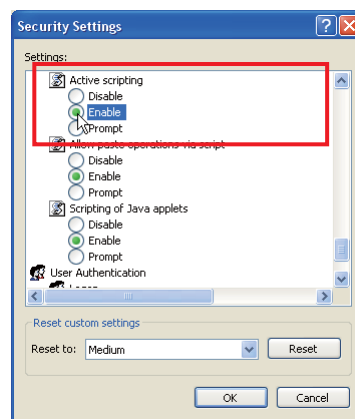 Security Settings
Settings:
Active scripting
Disable
Enable
Prompt
Allow paste operations via script
Disable
Enable
Prompt
Scripting of Java applets
Disable
Enable
Prompt
User Authentication
Logon
Reset custom settings
Reset to: Medium Reset
OK Cancel